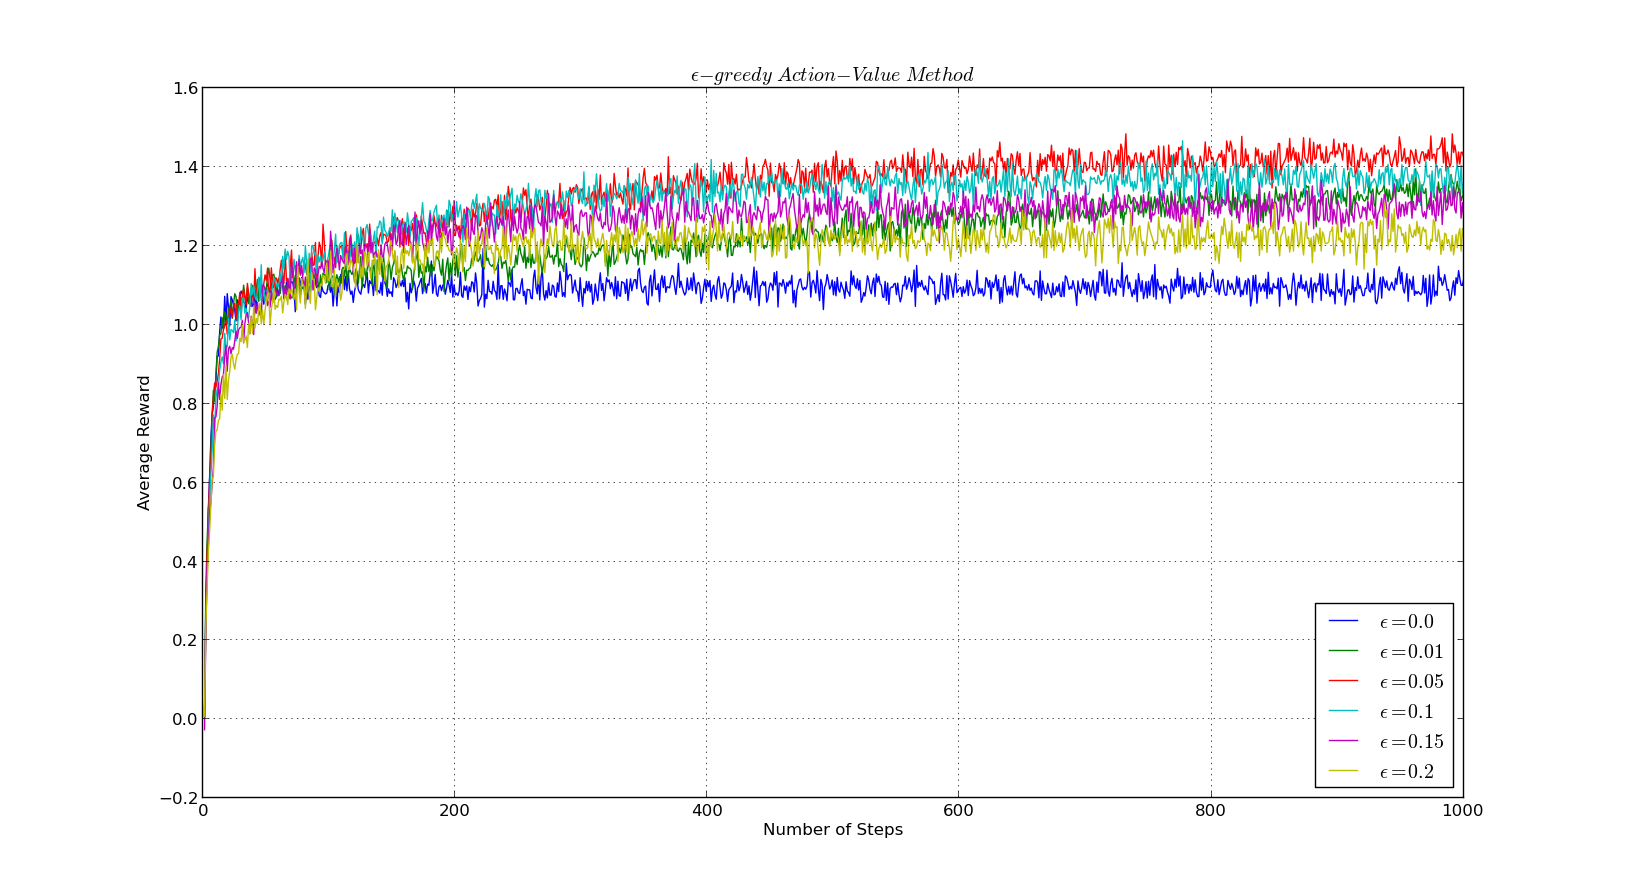 ϵ−greedy Action−Value Method
1.6
1.4
1.2
1.0
0.8
0.6
0.4
0.2
0.0
−0.2
Average Reward
0 200 400 600 800 1000
Number of Steps
ϵ=0.0
ϵ=0.01
ϵ=0.05
ϵ=0.1
ϵ=0.15
ϵ=0.2